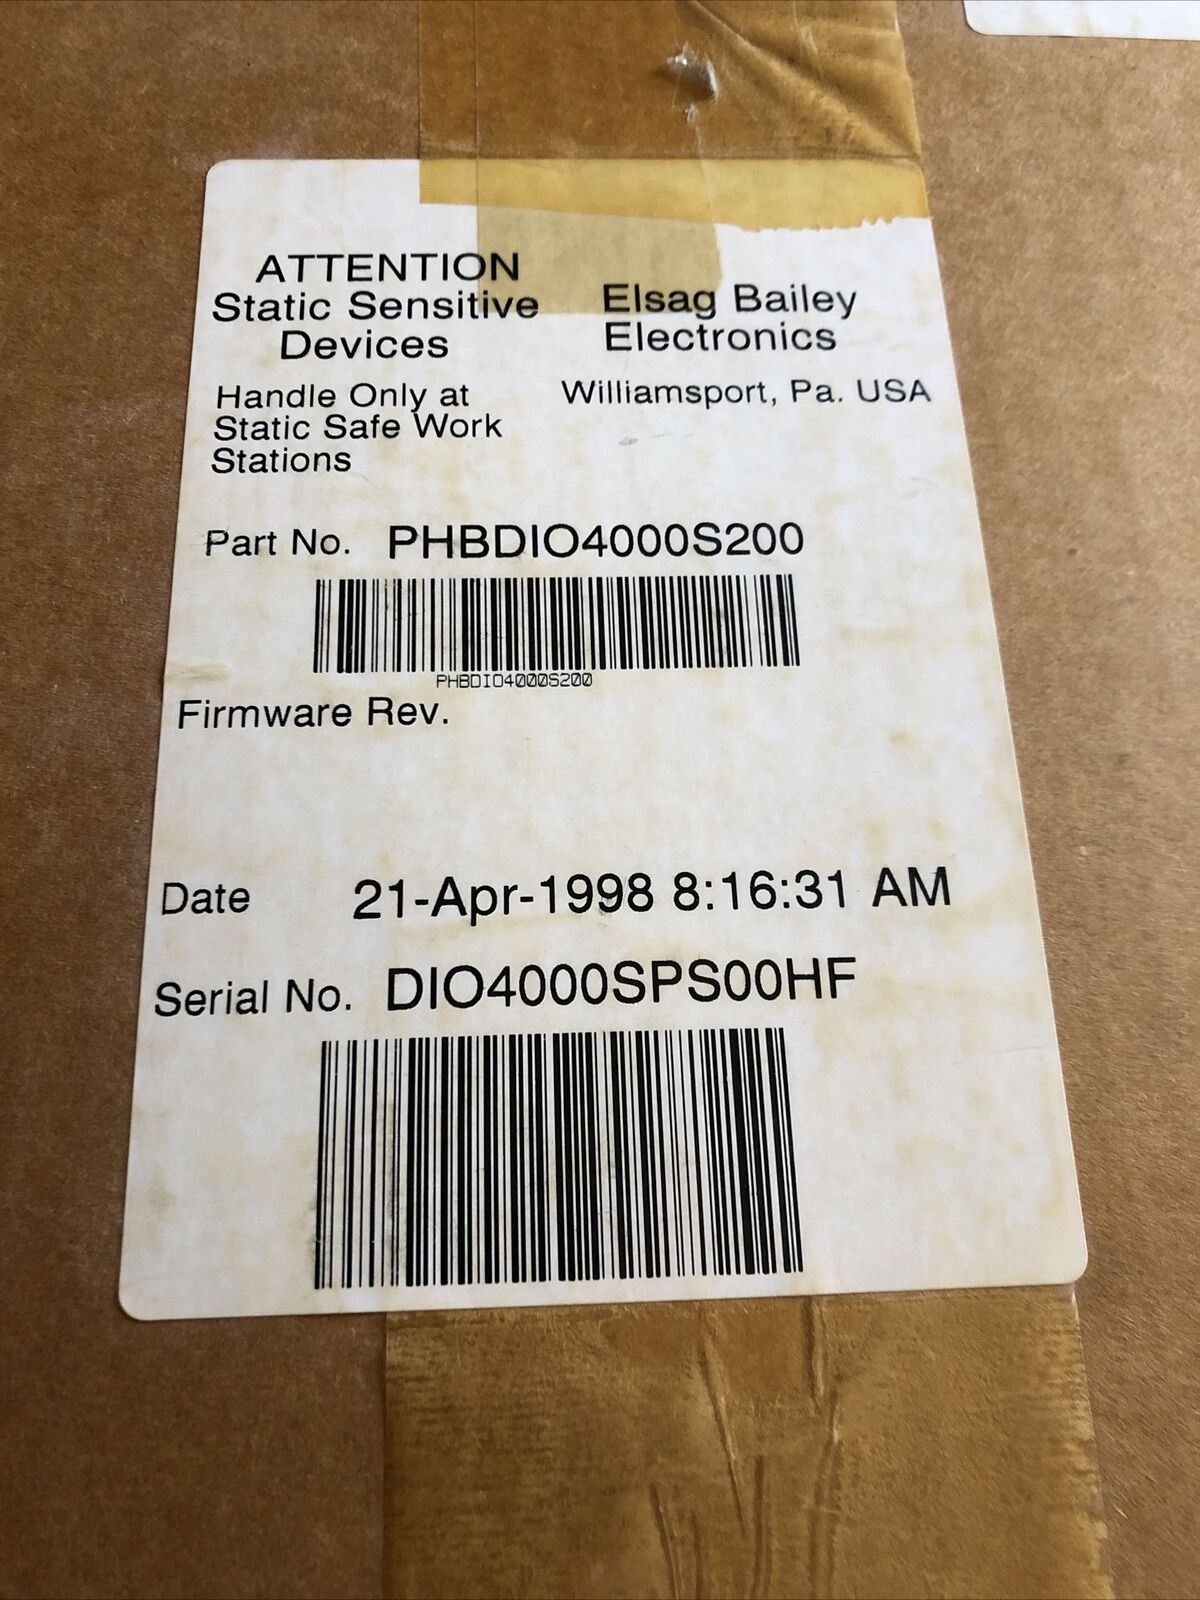 ATTENTION
Static Sensitive
Devices
Handle Only at
Static Safe Work
Stations
Elsag Bailey
Electronics
Williamsport, Pa. USA
Part No. PHBDIO4000S200
PHBDIO4000S200
Firmware Rev.
Date 21-Apr-1998 8:16:31 AM
Serial No. DIO4000SPS00HF